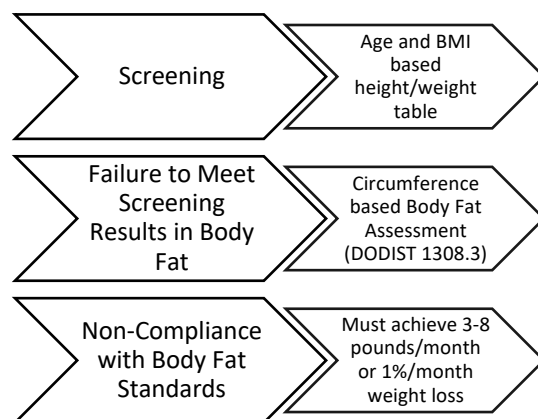 Screening
Age and BMI
based
height/weight
table
Failure to Meet
Screening
Results in Body
Fat
Circumference
based Body Fat
Assessment
(DODIST 1308.3)
Non-Compliance
with Body Fat
Standards
Must achieve 3-8
pounds/month
or 1%/month
weight loss